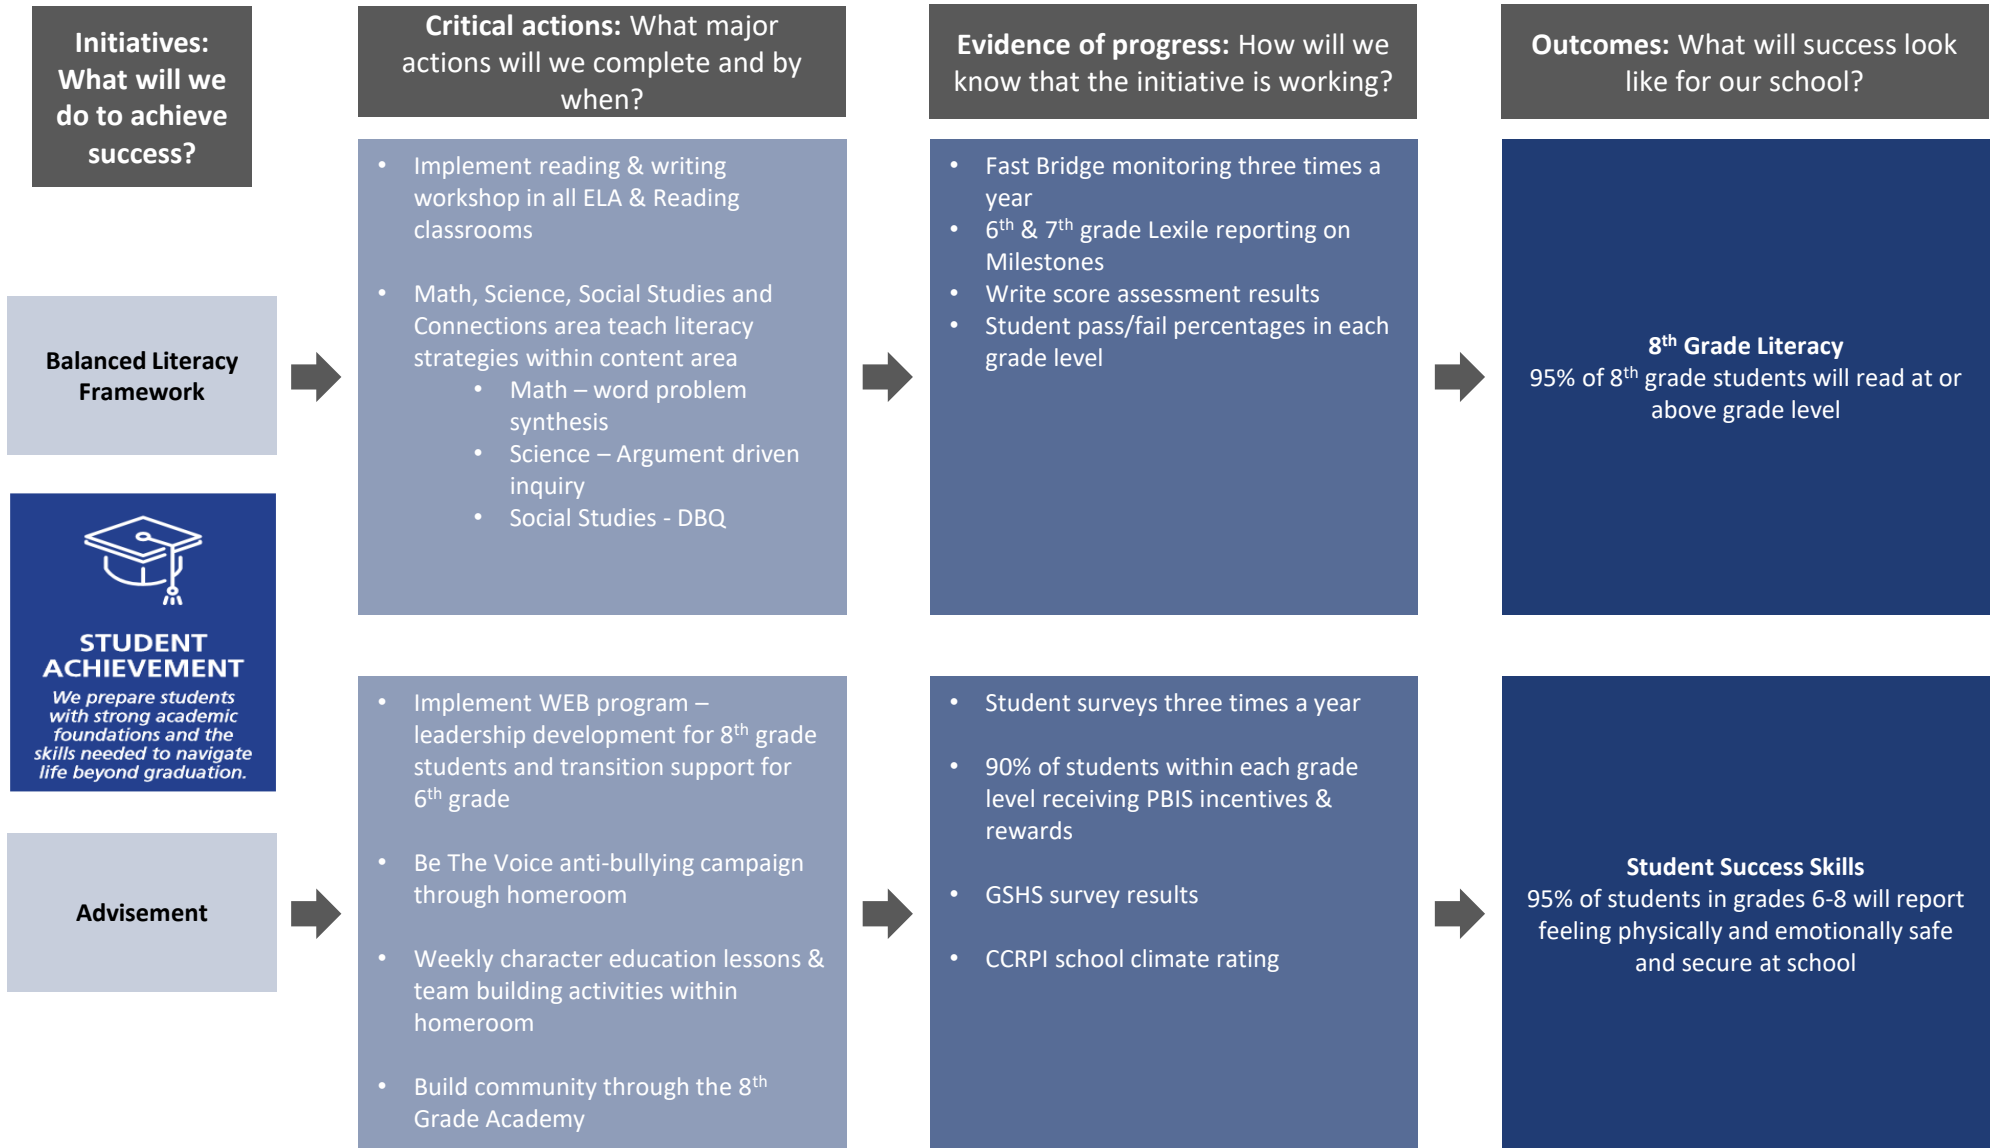 Initiatives:
What will we
do to achieve
success?
Critical actions: What major
actions will we complete and by
when?
Evidence of progress: How will we
know that the initiative is working?
Outcomes: What will success look
like for our school?
Balanced Literacy
Framework
• Implement reading & writing
workshop in all ELA & Reading
classrooms
• Math, Science, Social Studies and
Connections area teach literacy
strategies within content area
• Math – word problem
synthesis
• Science – Argument driven
inquiry
• Social Studies - DBQ
• Fast Bridge monitoring three times a
year
• 6th & 7th grade Lexile reporting on
Milestones
• Write score assessment results
• Student pass/fail percentages in each
grade level
8th Grade Literacy
95% of 8th grade students will read at or
above grade level
STUDENT
ACHIEVEMENT
We prepare students
with strong academic
foundations and the
skills needed to navigate
life beyond graduation.
Advisement
• Implement WEB program –
leadership development for 8th grade
students and transition support for
6th grade
• Be The Voice anti-bullying campaign
through homeroom
• Weekly character education lessons &
team building activities within
homeroom
• Build community through the 8th
Grade Academy
• Student surveys three times a year
• 90% of students within each grade
level receiving PBIS incentives &
rewards
• GSHS survey results
• CCRPI school climate rating
Student Success Skills
95% of students in grades 6-8 will report
feeling physically and emotionally safe
and secure at school